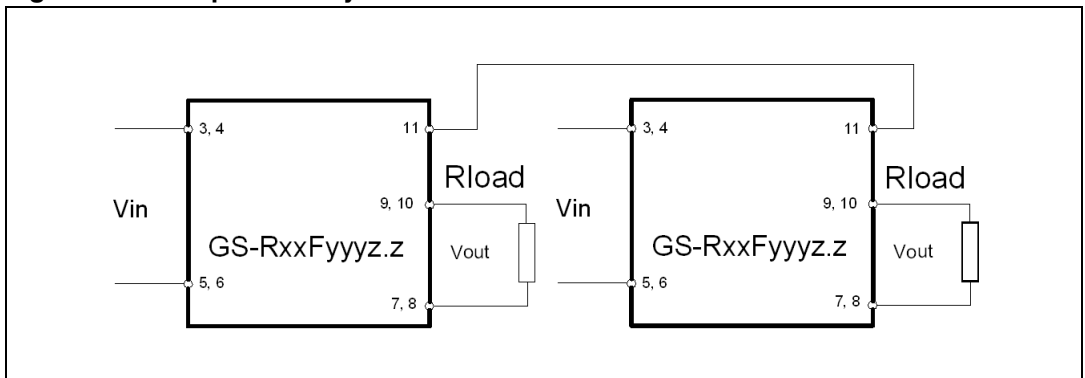 3, 4
11
Rload
9, 10
Vin
GS-RxxFyyyz.z
Vout
5, 6
7, 8
3, 4
11
Rload
9, 10
Vin
GS-RxxFyyyz.z
Vout
5, 6
7, 8